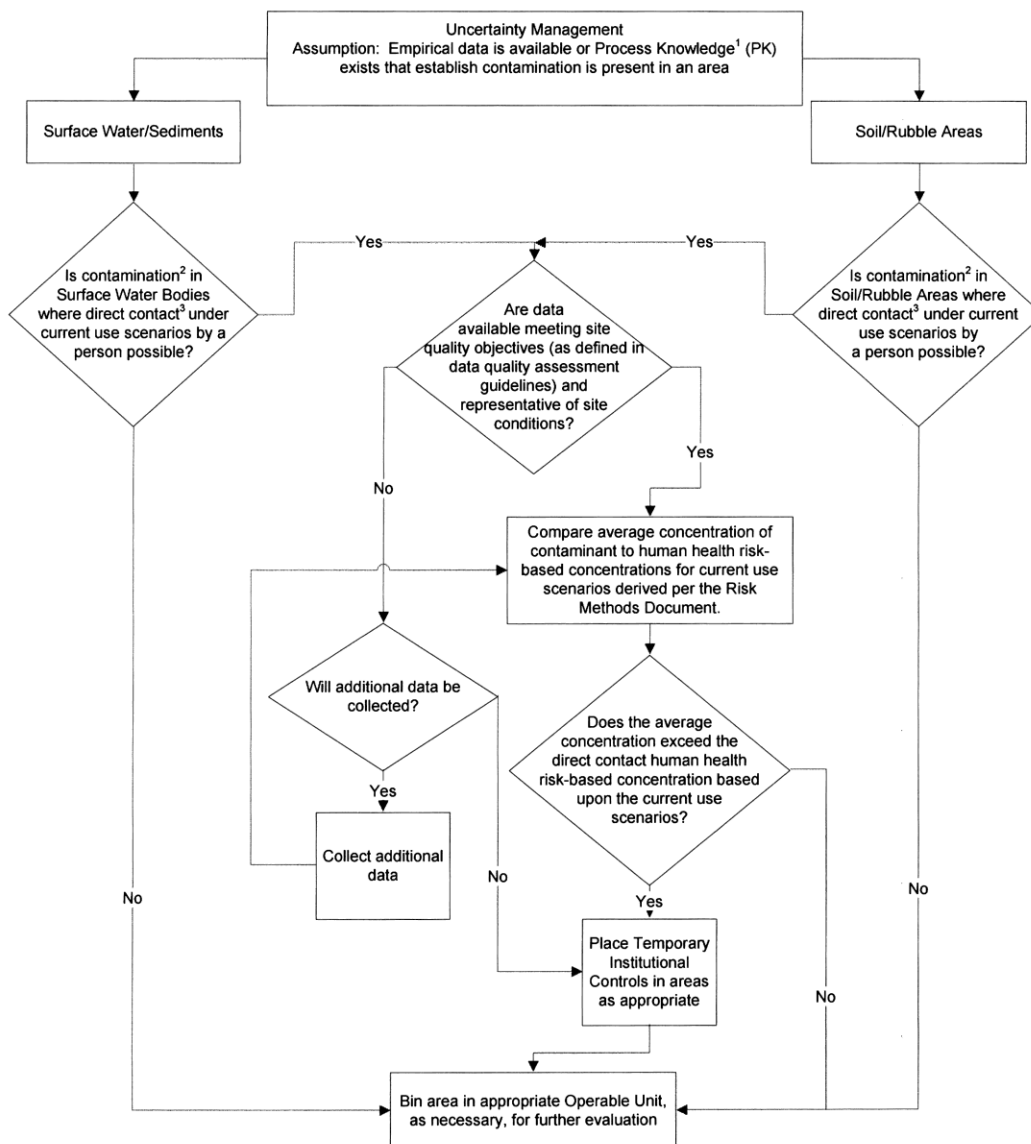 Uncertainty Management
Assumption: Empirical data is available or Process Knowledge¹ (PK)
exists that establish contamination is present in an area
Surface Water/Sediments
Soil/Rubble Areas
Is contamination² in
Surface Water Bodies
where direct contact³ under
current use scenarios by a
person possible?
Yes
Yes
Is contamination² in
Soil/Rubble Areas where
direct contact³ under current
use scenarios by
a person possible?
Are data
available meeting site
quality objectives (as defined in
data quality assessment
guidelines) and
representative of site
conditions?
No
Yes
Compare average concentration of
contaminant to human health risk-
based concentrations for current use
scenarios derived per the Risk
Methods Document.
Will additional data be
collected?
Does the average
concentration exceed the
direct contact human health
risk-based concentration based
upon the current use
scenarios?
Yes
Collect additional
data
No
No
Yes
No
Place Temporary
Institutional
Controls in areas
as appropriate
No
Bin area in appropriate Operable Unit,
as necessary, for further evaluation